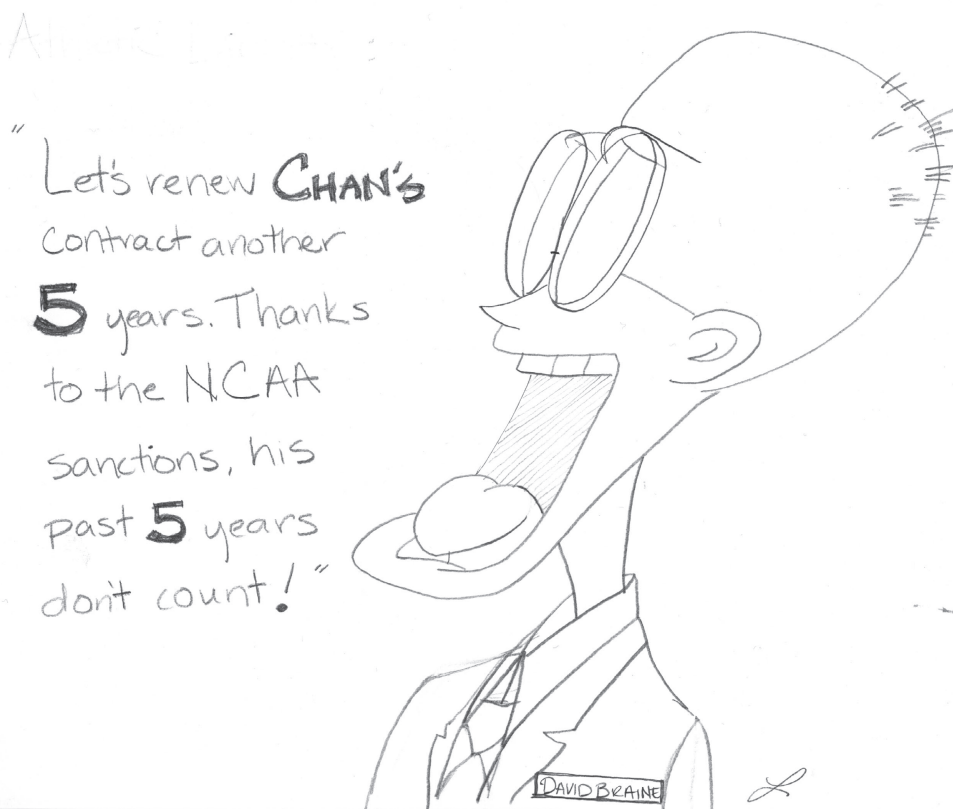 "Let's renew CHAN'S
contract another
5 years. Thanks
to the NCAA
sanctions, his
past 5 years
don't count!"
DAVID BRAINE